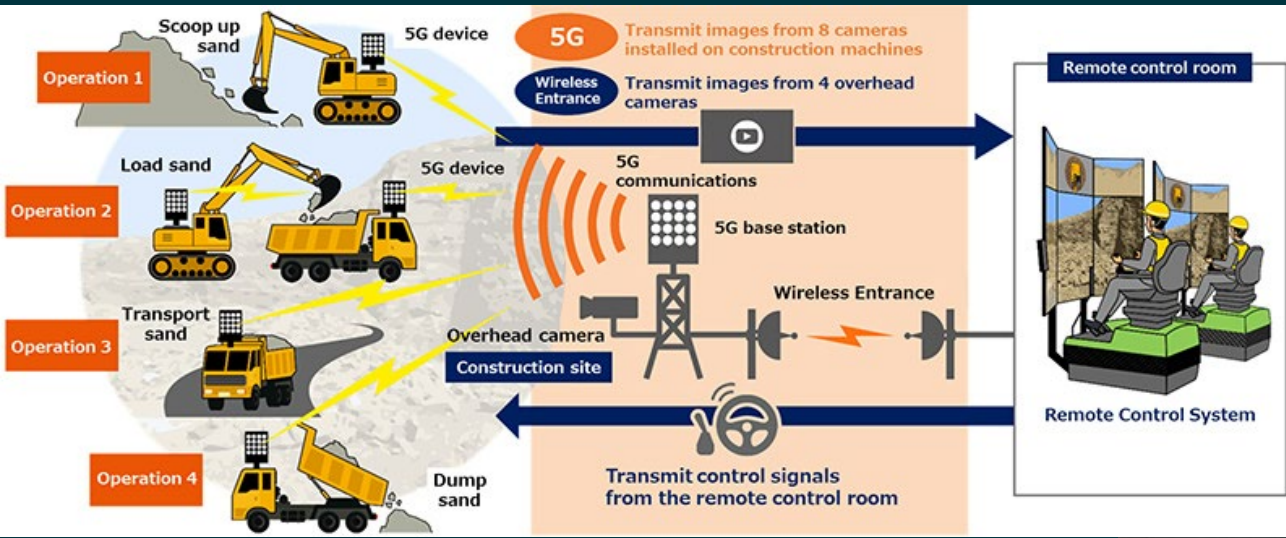 Scoop up
sand
5G device
Operation 1
5G
Transmit images from 8 cameras
installed on construction machines
Wireless
Entrance
Transmit images from 4 overhead
cameras
Remote control room
Load sand
5G device
Operation 2
5G
communications
5G base station
Transport
sand
Operation 3
Overhead camera
Construction site
Wireless Entrance
Remote Control System
Operation 4
Dump
sand
Transmit control signals
from the remote control room